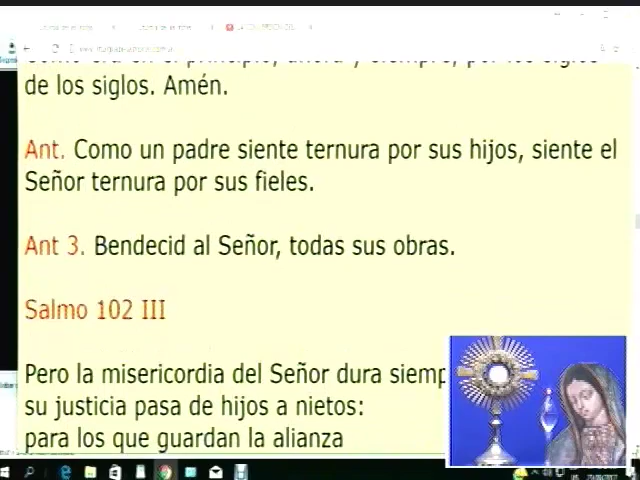 de los siglos. Amén.
Ant. Como un padre siente ternura por sus hijos, siente el
Señor ternura por sus fieles.
Ant 3. Bendecid al Señor, todas sus obras.
Salmo 102 III
Pero la misericordia del Señor dura siemp
su justicia pasa de hijos a nietos:
para los que guardan la alianza